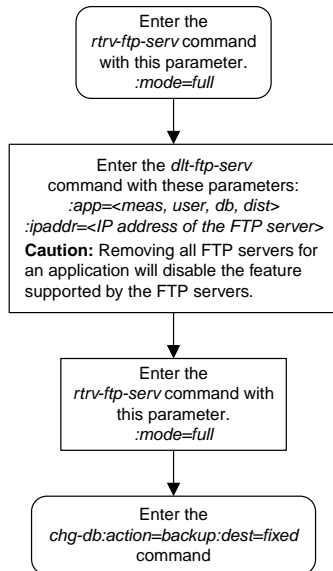 Enter the
rtrv-ftp-serv command
with this parameter.
:mode=full
Enter the dlt-ftp-serv
command with these parameters:
:app=<meas, user, db, dist>
:ipaddr=<IP address of the FTP server>
Caution: Removing all FTP servers for
an application will disable the feature
supported by the FTP servers.
Enter the
rtrv-ftp-serv command with
this parameter.
:mode=full
Enter the
chg-db:action=backup:dest=fixed
command